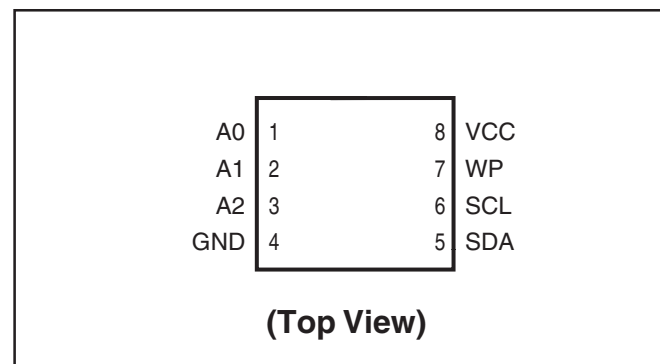 A0 1 8 VCC
A1 2 7 WP
A2 3 6 SCL
GND 4 5 SDA
(Top View)